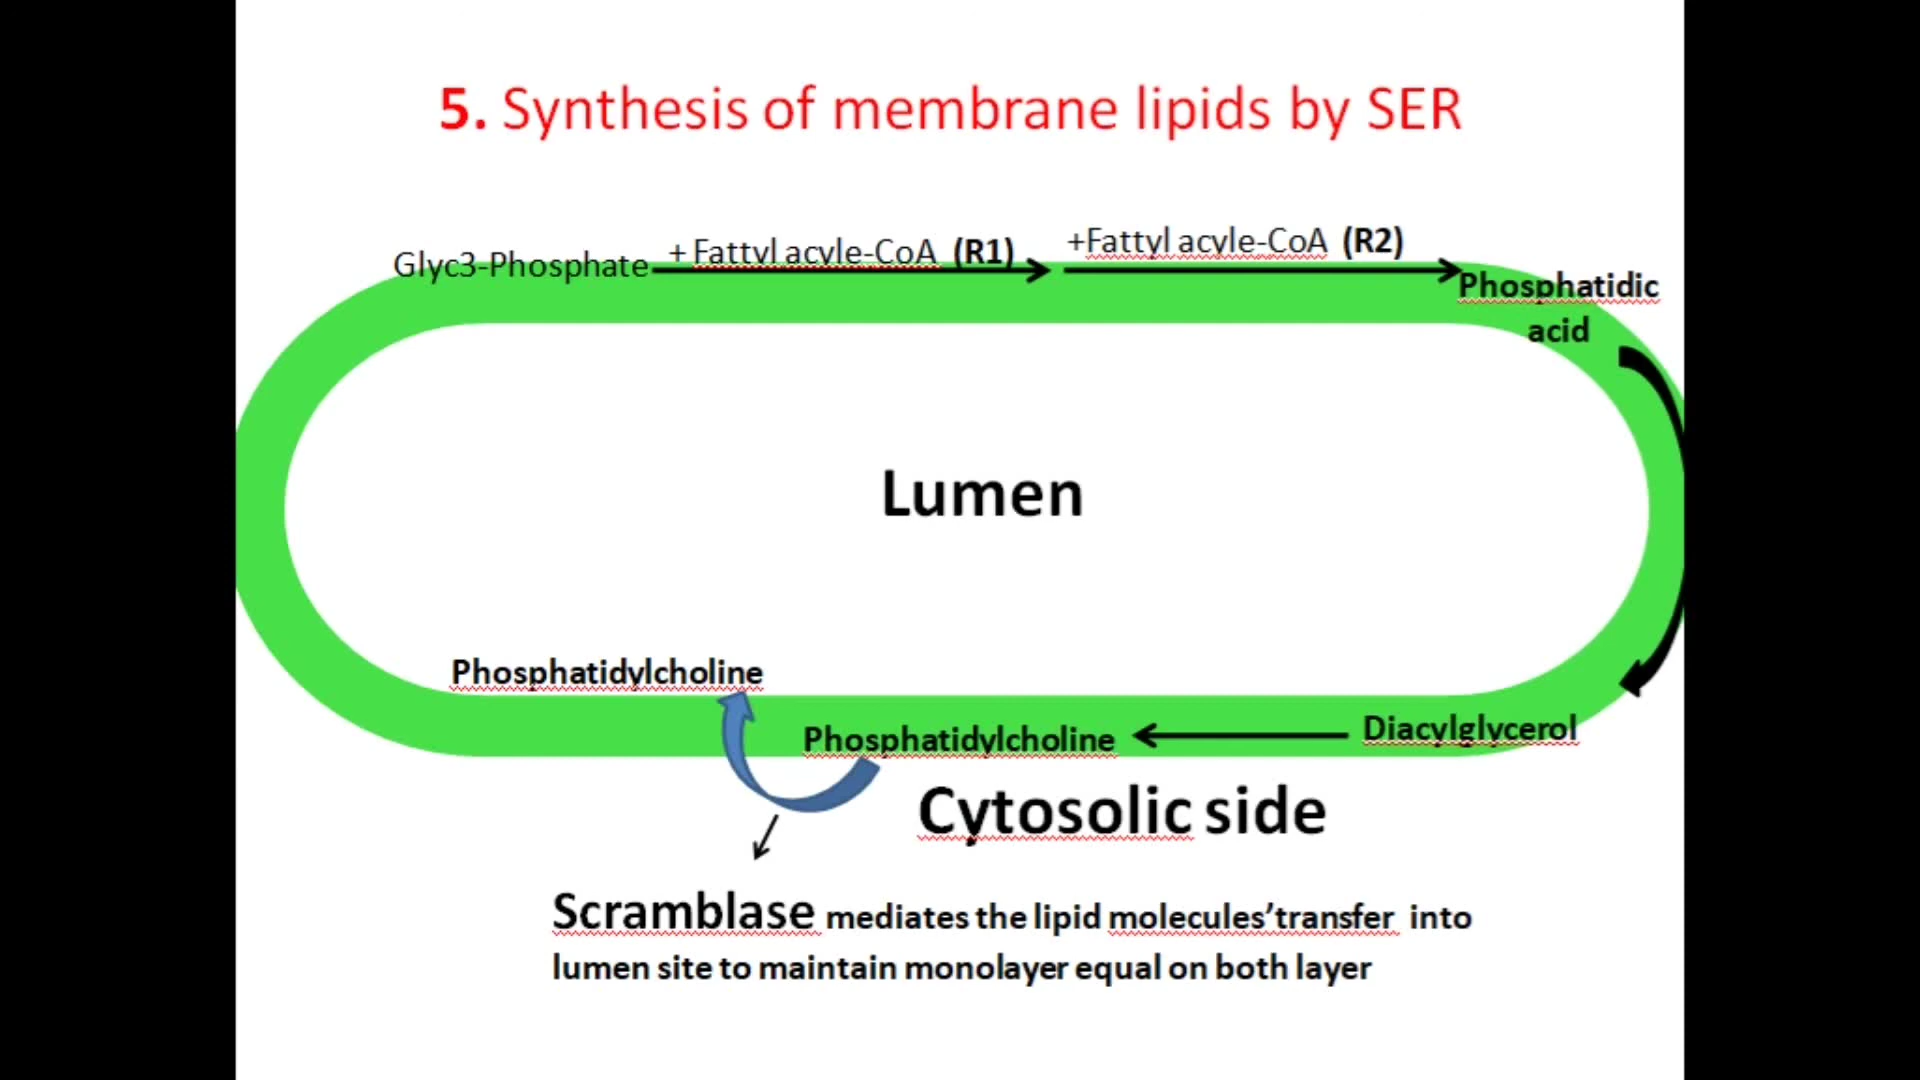 5. Synthesis of membrane lipids by SER
Glyc3-Phosphate + Fattyl acyle-CoA (R1) +Fattyl acyle-CoA (R2)
Phosphatidic
acid
Lumen
Phosphatidylcholine
Phosphatidylcholine Diacylglycerol
Cytosolic side
Scramblase mediates the lipid molecules'transfer into
lumen site to maintain monolayer equal on both layer